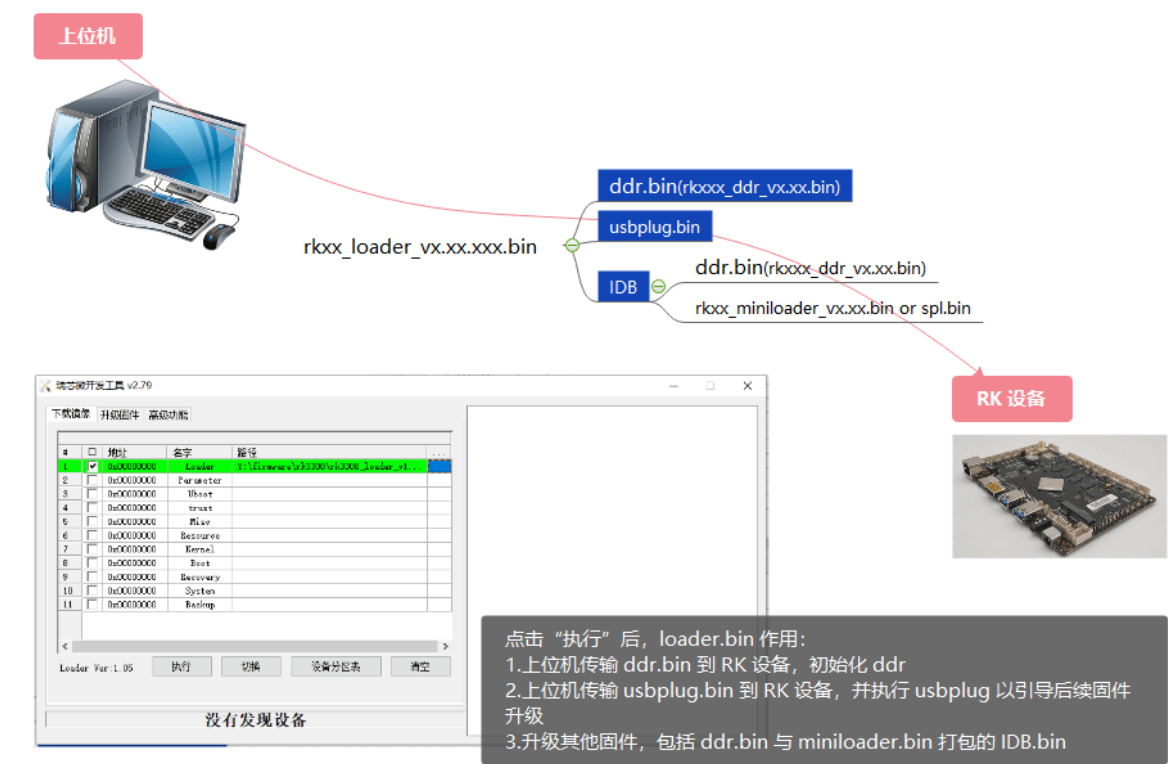 上位机
ddr.bin(rkxxx_ddr_vx.xx.bin)
usbplug.bin
rkxx_loader_vx.xx.xxx.bin
ddr.bin(rkxxx_ddr_vx.xx.bin)
IDB
rkxx_miniloader_vx.xx.bin or spl.bin
RK 设备
瑞芯微开发工具 v2.79
下载镜像 升级固件 高级功能
# 地址 名字 路径 ...
1 0x00000000 Loader Y:\firmware\rk3308\rk3308_loader_v1...
2 0x00000000 Parameter
3 0x00000000 Uboot
4 0x00000000 trust
5 0x00000000 Misc
6 0x00000000 Resource
7 0x00000000 Kernel
8 0x00000000 Boot
9 0x00000000 Recovery
10 0x00000000 System
11 0x00000000 Backup
Loader Ver:1.05 执行 切换 设备分区表 清空
没有发现设备
点击“执行”后，loader.bin 作用：
1.上位机传输 ddr.bin 到 RK 设备，初始化 ddr
2.上位机传输 usbplug.bin 到 RK 设备，并执行 usbplug 以引导后续固件
升级
3.升级其他固件，包括 ddr.bin 与 miniloader.bin 打包的 IDB.bin